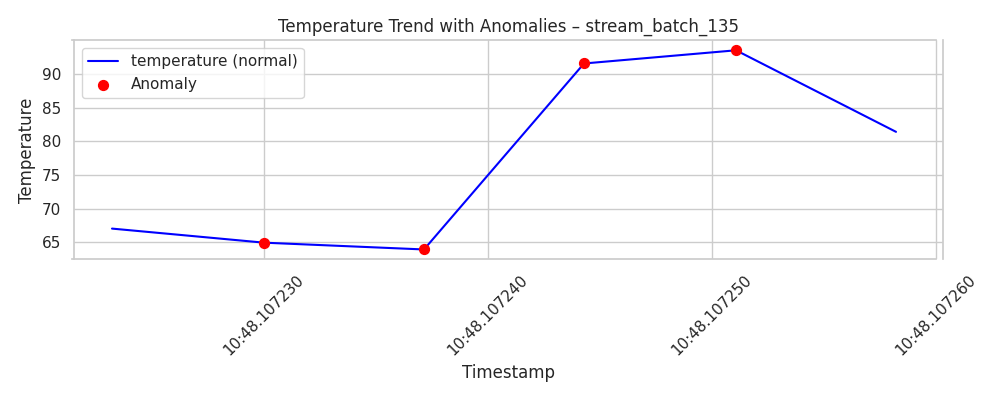 Temperature Trend with Anomalies – stream_batch_135
temperature (normal)
Anomaly
Temperature
90
85
80
75
70
65
10:48.107230
10:48.107240
10:48.107250
10:48.107260
Timestamp